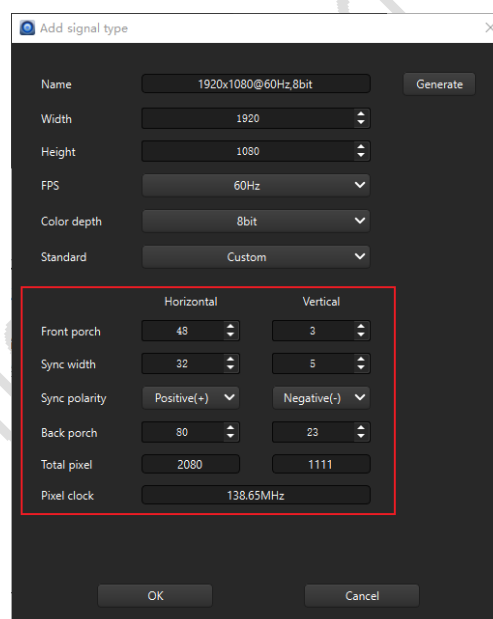 Add signal type
Name 1920x1080@60Hz,8bit Generate
Width 1920
Height 1080
FPS 60Hz
Color depth 8bit
Standard Custom
Horizontal Vertical
Front porch 48 3
Sync width 32 5
Sync polarity Positive(+) Negative(-)
Back porch 80 23
Total pixel 2080 1111
Pixel clock 138.65MHz
OK Cancel